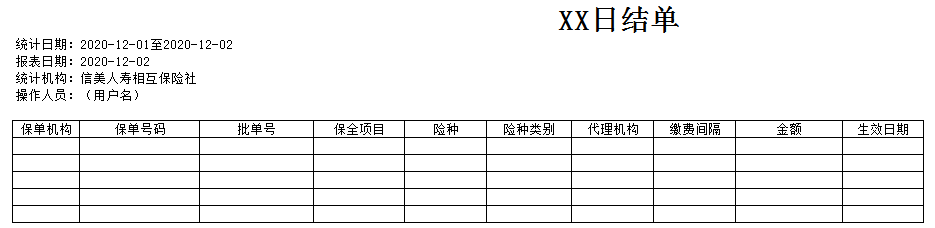 XX日结单
统计日期：2020-12-01至2020-12-02
报表日期：2020-12-02
统计机构：信美人寿相互保险社
操作人员：（用户名）
保单机构 保单号码 批单号 保全项目 险种 险种类别 代理机构 缴费间隔 金额 生效日期